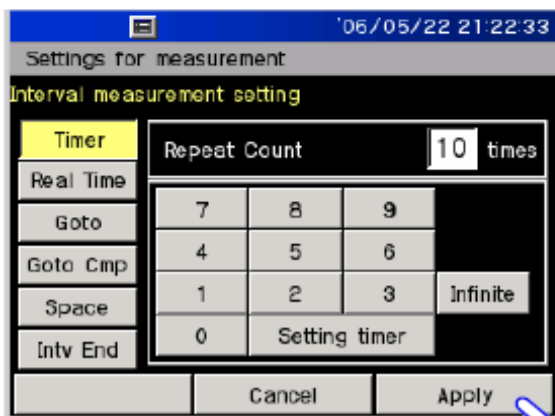 '06/05/22 21:22:33
Settings for measurement
Interval measurement setting
Timer
Repeat Count 10 times
Real Time
Goto
Goto Cmp
Space
Intv End
7 8 9
4 5 6
1 2 3 Infinite
0 Setting timer
Cancel Apply